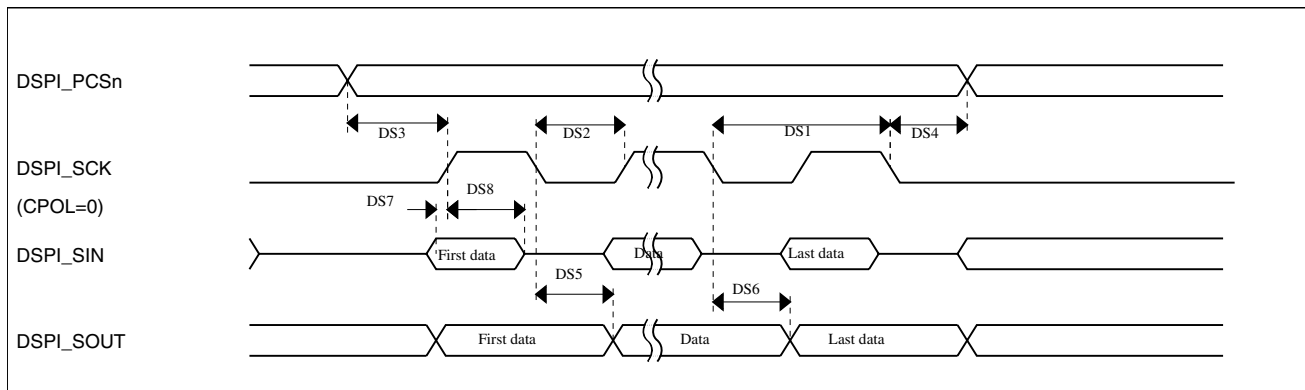 DSPI_PCSn
DS3
DS2
DS1
DS4
DSPI_SCK
(CPOL=0)
DS7
DS8
DSPI_SIN
First data
Data
Last data
DS5
DS6
DSPI_SOUT
First data
Data
Last data